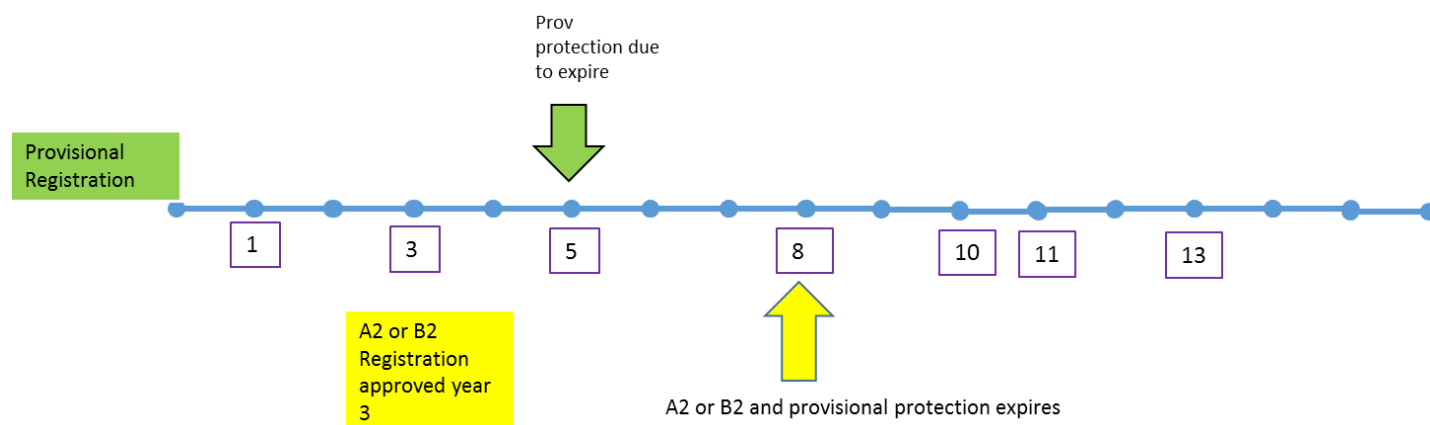 Prov
protection due
to expire
Provisional
Registration
1
3
5
8
10
11
13
A2 or B2
Registration
approved year
3
A2 or B2 and provisional protection expires